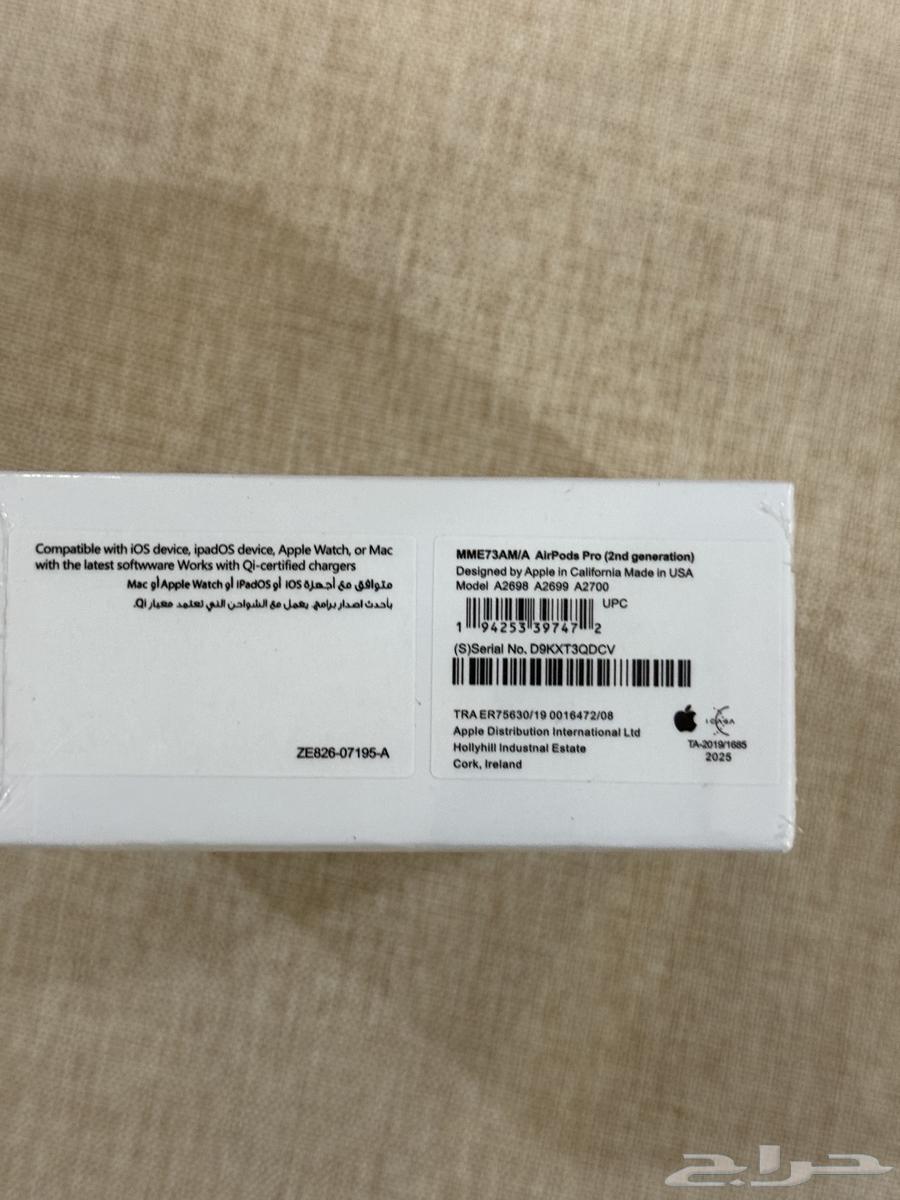 Compatible with iOS device, ipadOS device, Apple Watch, or Mac
with the latest softwware Works with Qi-certified chargers
متوافق مع أجهزة iOS أو iPadOS أو Apple Watch أو Mac
بأحدث اصدار برامج. يعمل مع الشواحن التي تعتمد معيار Qi.
ZE826-07195-A
MME73AM/A AirPods Pro (2nd generation)
Designed by Apple in California Made in USA
Model A2698 A2699 A2700
UPC
1 94253 39747 2
(S)Serial No. D9KXT3QDCV
TRA ER75630/19 0016472/08
Apple Distribution International Ltd
Hollyhill Industnal Estate
Cork, Ireland
ICASA
TA-2019/1685
2025
حراج